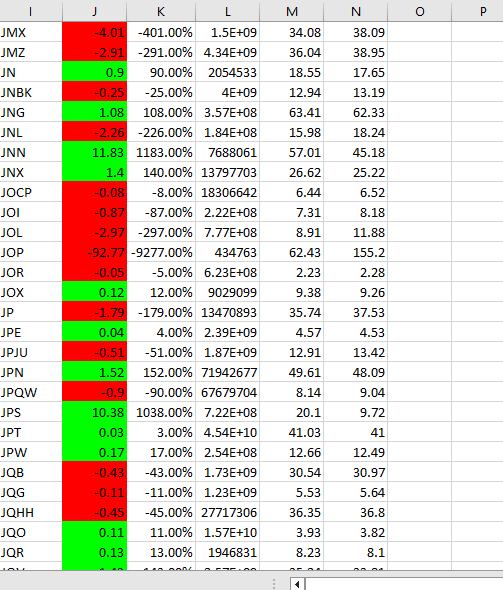 I J K L M N O P
JMX -4.01 -401.00% 1.5E+09 34.08 38.09
JMZ -2.91 -291.00% 4.34E+09 36.04 38.95
JN 0.9 90.00% 2054533 18.55 17.65
JNBK -0.25 -25.00% 4E+09 12.94 13.19
JNG 1.08 108.00% 3.57E+08 63.41 62.33
JNL -2.26 -226.00% 1.84E+08 15.98 18.24
JNN 11.83 1183.00% 7688061 57.01 45.18
JNX 1.4 140.00% 13797703 26.62 25.22
JOCP -0.08 -8.00% 18306642 6.44 6.52
JOI -0.87 -87.00% 2.22E+08 7.31 8.18
JOL -2.97 -297.00% 7.77E+08 8.91 11.88
JOP -92.77 -9277.00% 434763 62.43 155.2
JOR -0.05 -5.00% 6.23E+08 2.23 2.28
JOX 0.12 12.00% 9029099 9.38 9.26
JP -1.79 -179.00% 13470893 35.74 37.53
JPE 0.04 4.00% 2.39E+09 4.57 4.53
JPJU -0.51 -51.00% 1.87E+09 12.91 13.42
JPN 1.52 152.00% 71942677 49.61 48.09
JPQW -0.9 -90.00% 67679704 8.14 9.04
JPS 10.38 1038.00% 7.22E+08 20.1 9.72
JPT 0.03 3.00% 4.54E+10 41.03 41
JPW 0.17 17.00% 2.54E+08 12.66 12.49
JQB -0.43 -43.00% 1.73E+09 30.54 30.97
JQG -0.11 -11.00% 1.23E+09 5.53 5.64
JQHH -0.45 -45.00% 27717306 36.35 36.8
JQO 0.11 11.00% 1.57E+10 3.93 3.82
JQR 0.13 13.00% 1946831 8.23 8.1